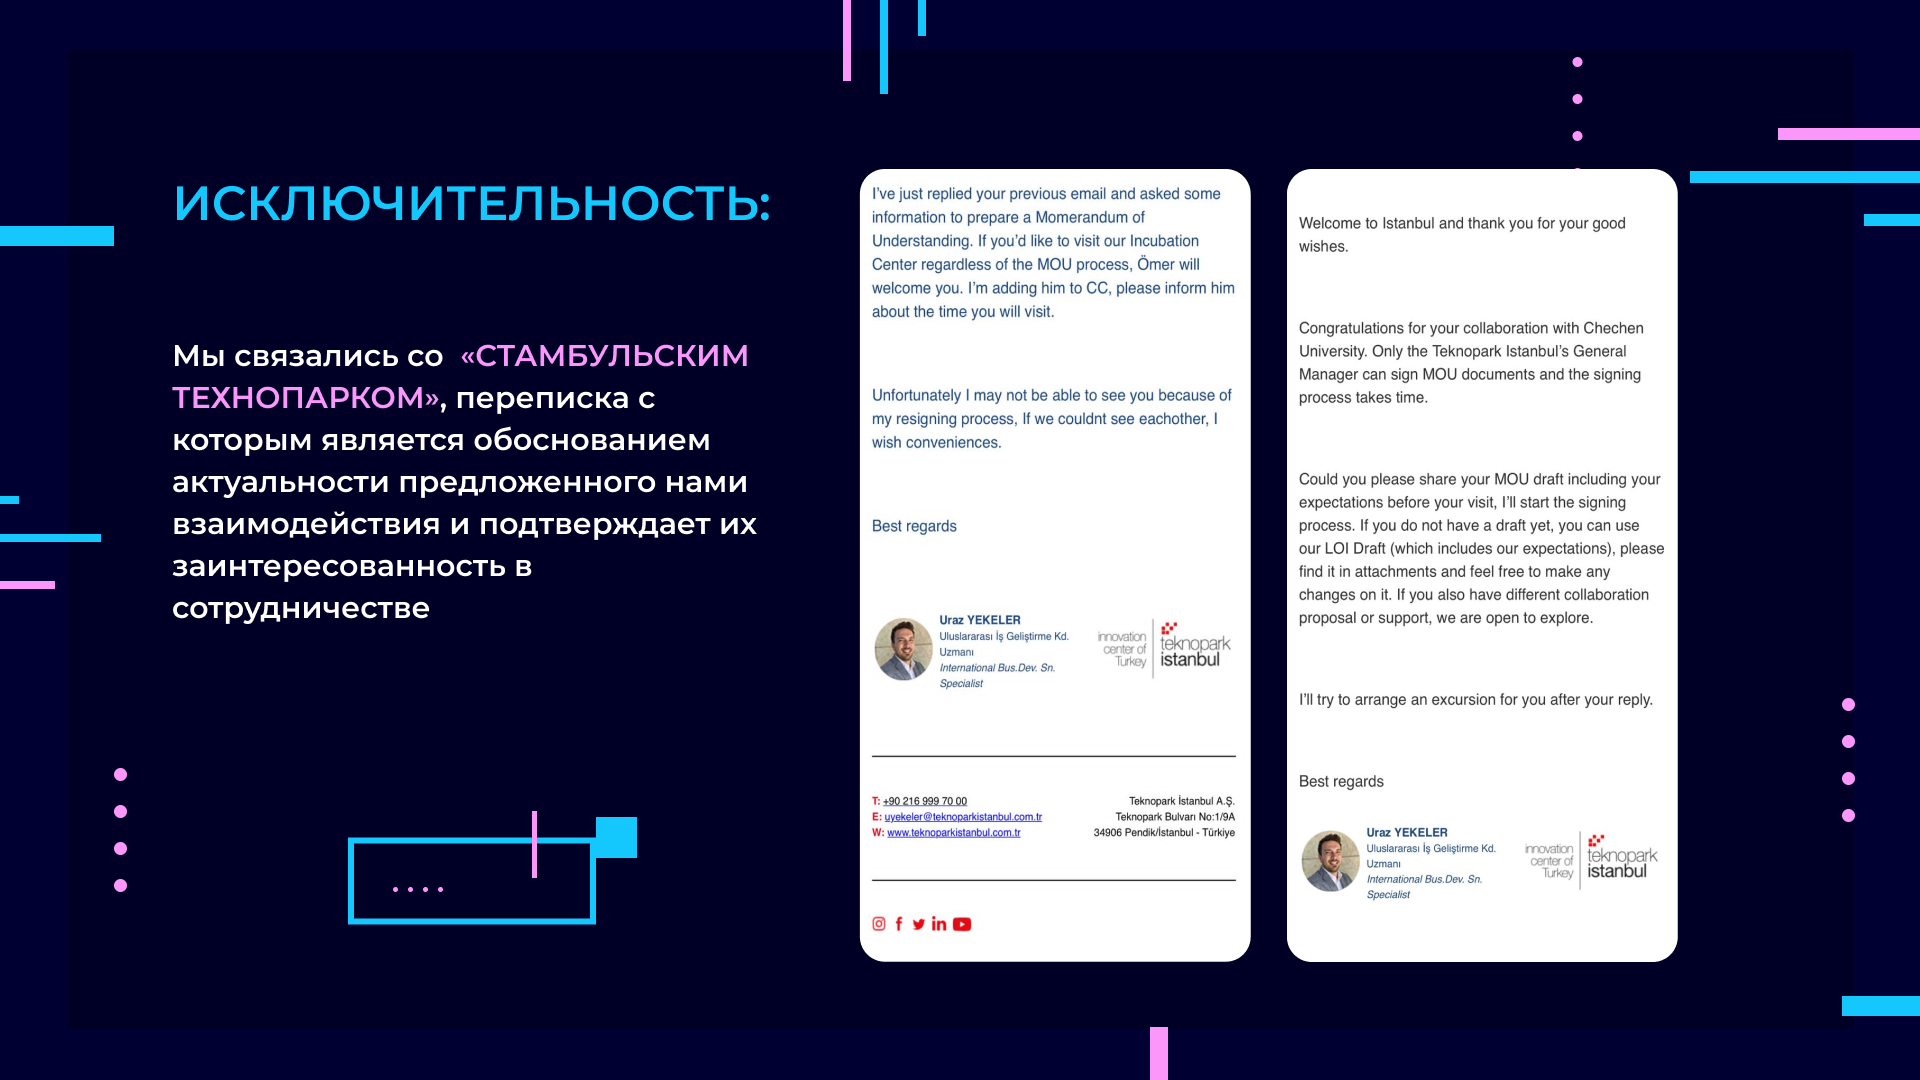 ИСКЛЮЧИТЕЛЬНОСТЬ:
Мы связались со «СТАМБУЛЬСКИМ
ТЕХНОПАРКОМ», переписка с
которым является обоснованием
актуальности предложенного нами
взаимодействия и подтверждает их
заинтересованность в
сотрудничестве
I've just replied your previous email and asked some
information to prepare a Momerandum of
Understanding. If you'd like to visit our Incubation
Center regardless of the MOU process, Ömer will
welcome you. I'm adding him to CC, please inform him
about the time you will visit.
Unfortunately I may not be able to see you because of
my resigning process, If we couldnt see eachother, I
wish conveniences.
Best regards
Uraz YEKELER
Uluslararası İş Geliştirme Kd.
Uzmanı
International Bus.Dev. Sn.
Specialist
innovation
center of
Turkey
teknopark
istanbul
T: +90 216 999 70 00
E: uyekeler@teknoparkistanbul.com.tr
W: www.teknoparkistanbul.com.tr
Teknopark İstanbul A.Ş.
Teknopark Bulvarı No:1/9A
34906 Pendik/İstanbul - Türkiye
Welcome to Istanbul and thank you for your good
wishes.
Congratulations for your collaboration with Chechen
University. Only the Teknopark Istanbul's General
Manager can sign MOU documents and the signing
process takes time.
Could you please share your MOU draft including your
expectations before your visit, I'll start the signing
process. If you do not have a draft yet, you can use
our LOI Draft (which includes our expectations), please
find it in attachments and feel free to make any
changes on it. If you also have different collaboration
proposal or support, we are open to explore.
I'll try to arrange an excursion for you after your reply.
Best regards
Uraz YEKELER
Uluslararası İş Geliştirme Kd.
Uzmanı
International Bus.Dev. Sn.
Specialist
innovation
center of
Turkey
teknopark
istanbul